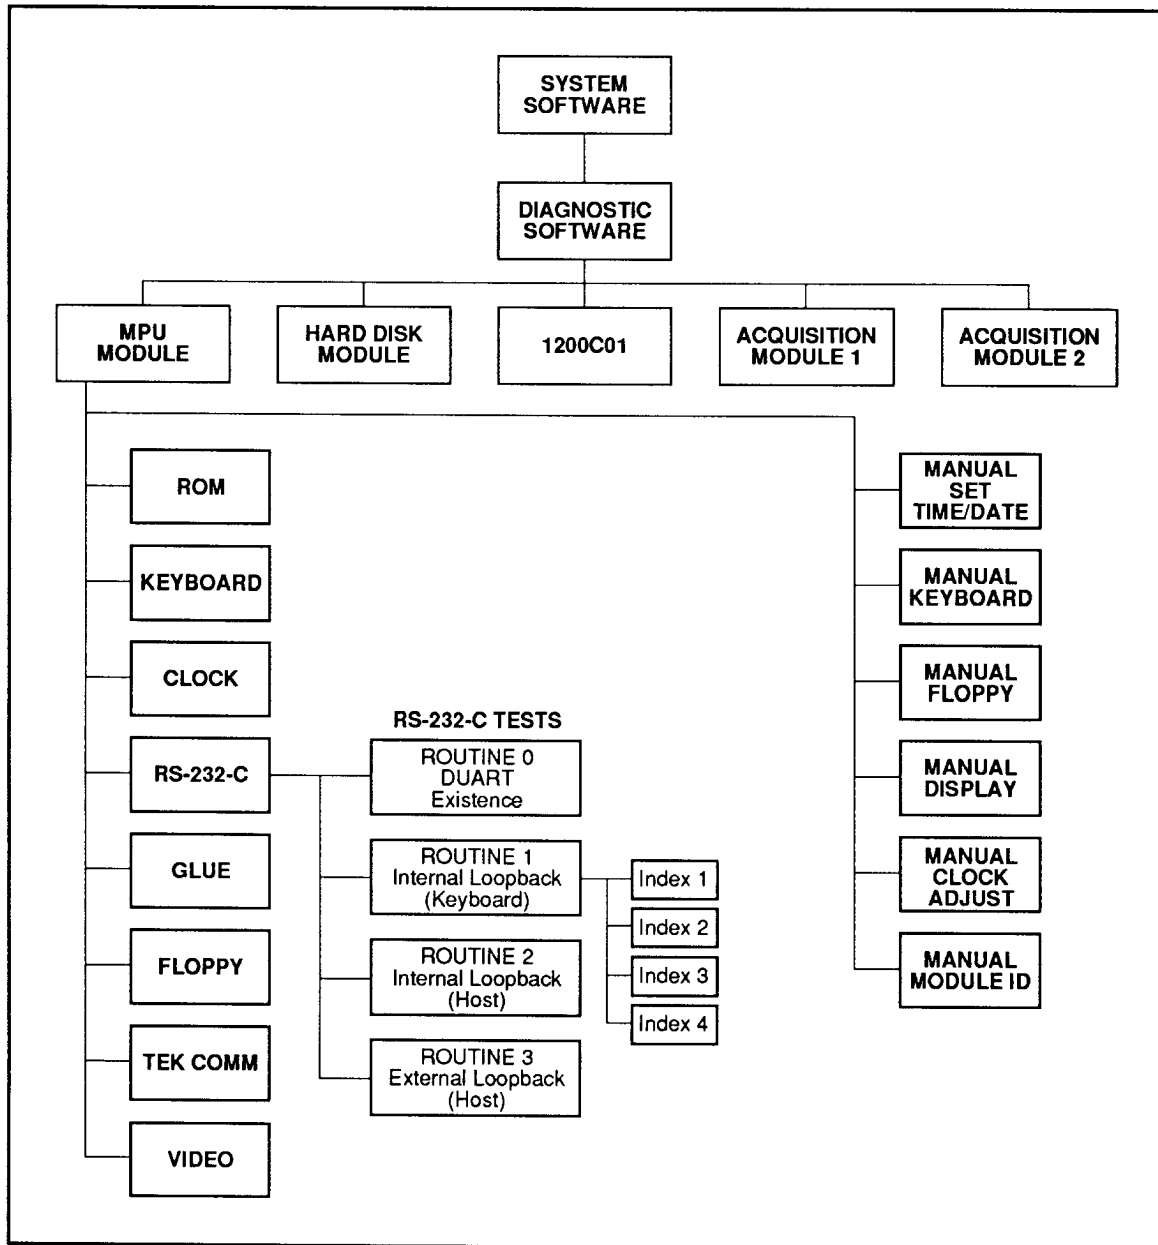 SYSTEM
SOFTWARE
DIAGNOSTIC
SOFTWARE
MPU
MODULE
HARD DISK
MODULE
1200C01
ACQUISITION
MODULE 1
ACQUISITION
MODULE 2
ROM
KEYBOARD
CLOCK
RS-232-C
GLUE
FLOPPY
TEK COMM
VIDEO
RS-232-C TESTS
ROUTINE 0
DUART
Existence
ROUTINE 1
Internal Loopback
(Keyboard)
ROUTINE 2
Internal Loopback
(Host)
ROUTINE 3
External Loopback
(Host)
Index 1
Index 2
Index 3
Index 4
MANUAL
SET
TIME/DATE
MANUAL
KEYBOARD
MANUAL
FLOPPY
MANUAL
DISPLAY
MANUAL
CLOCK
ADJUST
MANUAL
MODULE ID